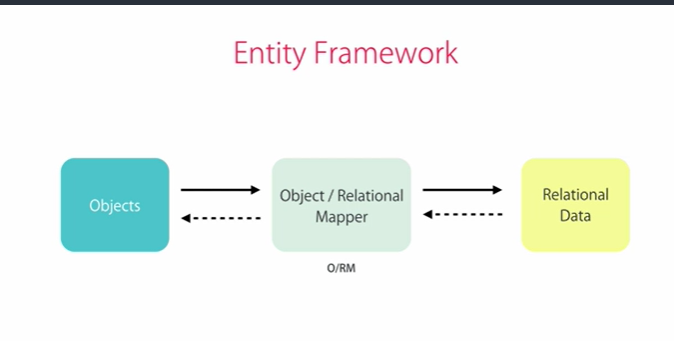 Entity Framework
Objects
Object / Relational
Mapper
Relational
Data
O/RM